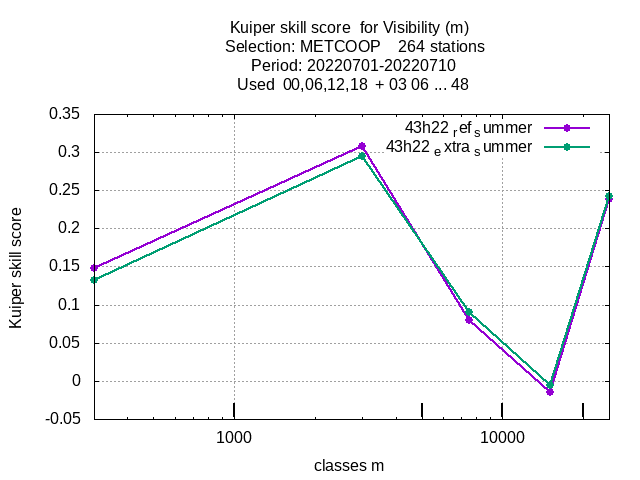 Kuiper skill score  for Visibility (m)
Selection: METCOOP    264 stations
Period: 20220701-20220710
Used  00,06,12,18  + 03 06 ... 48
0.35
0.3
0.25
0.2
0.15
0.1
0.05
0
-0.05
Kuiper skill score
43h22 ref summer
43h22 extra summer
1000
10000
classes m